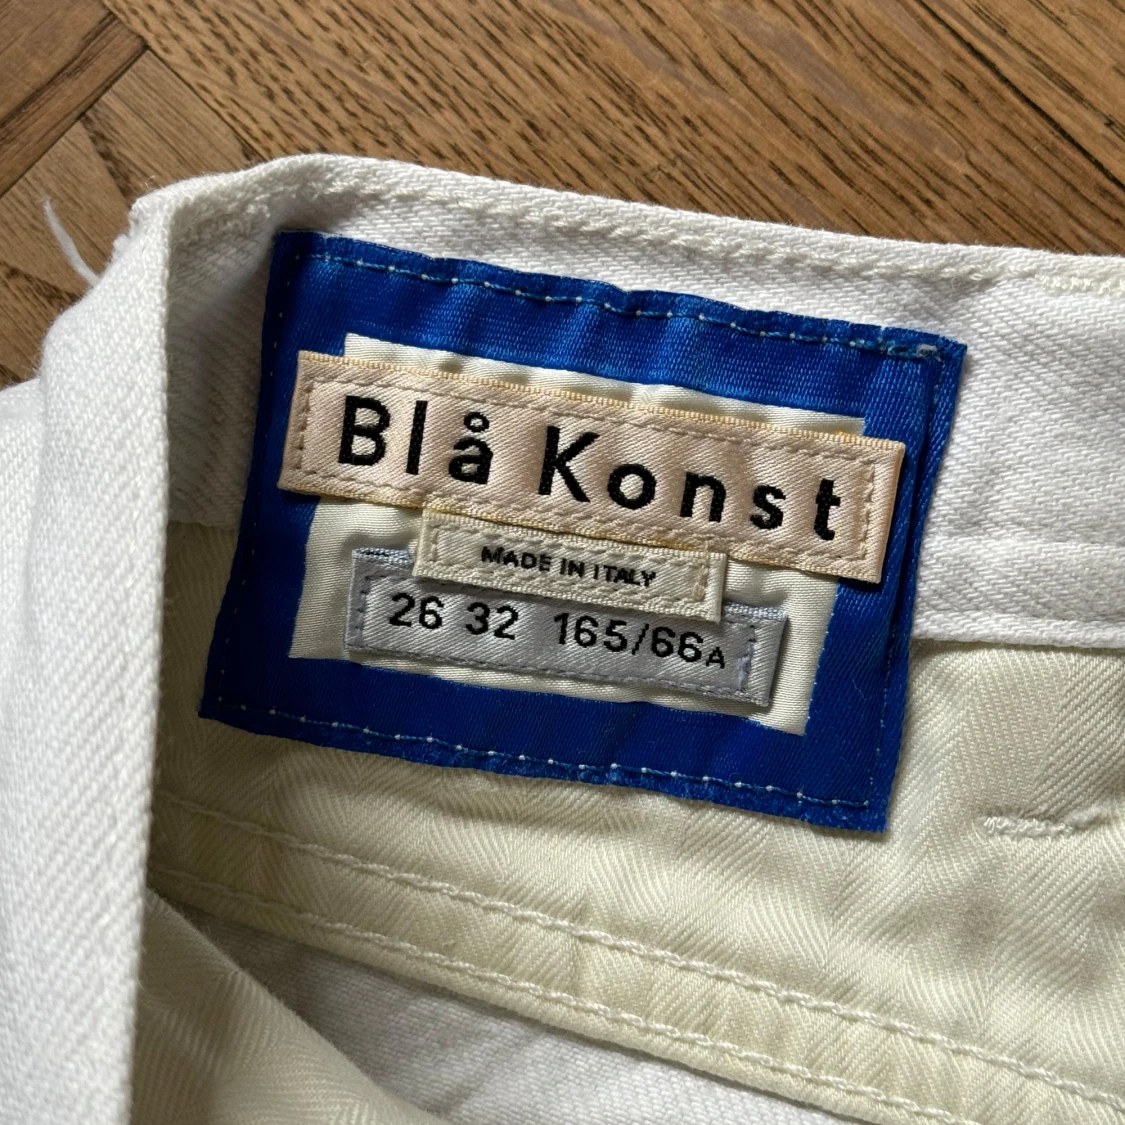 Blå Konst
MADE IN ITALY
26 32 165/66A